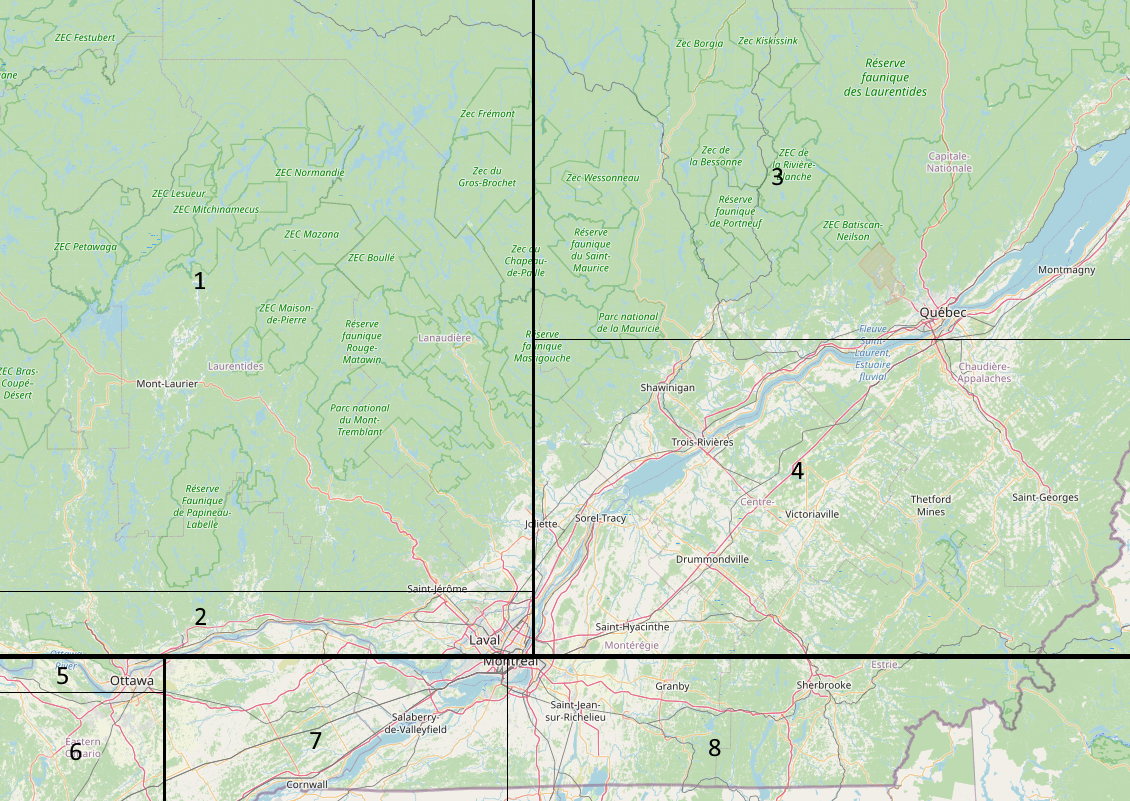 ZEC Festubert
ZEC Borgia
ZEC Kiskissink
Réserve
faunique
des Laurentides
Zec Frémont
ZEC Normandie
Zec du
Gros-Brochet
Zec Wessonneau
Zec de
la Bessonne
ZEC de
la Rivière-
Blanche
3
Capitale-
Nationale
ZEC Lesueur
ZEC Mitchinamecus
Réserve
faunique
de Portneuf
ZEC Petawaga
ZEC Mazana
ZEC Boullé
Zec du
Chapeau-
de-Paille
Réserve
faunique
du Saint-
Maurice
ZEC Batiscan-
Neilson
1
Montmagny
ZEC Maison-
de-Pierre
Réserve
faunique
Rouge-
Matawin
Lanaudière
Réserve
faunique
Mastigouche
Parc national
de la Mauricie
Québec
Fleuve
Saint-
Laurent,
Estuaire
fluvial
ZEC Bras-
Coupé-
Désert
Laurentides
Mont-Laurier
Shawinigan
Chaudière-
Appalaches
Parc national
du Mont-
Tremblant
Trois-Rivières
4
Réserve
Faunique
de Papineau-
Labelle
Joliette
Sorel-Tracy
Centre-
Victoriaville
Thetford
Mines
Saint-Georges
Drummondville
Saint-Jérôme
2
Laval
Saint-Hyacinthe
Montérégie
Ottawa
River
5
Ottawa
Montréal
Estrie
Granby
Sherbrooke
Salaberry-
de-Valleyfield
Saint-Jean-
sur-Richelieu
Eastern
Ontario
6
7
8
Cornwall